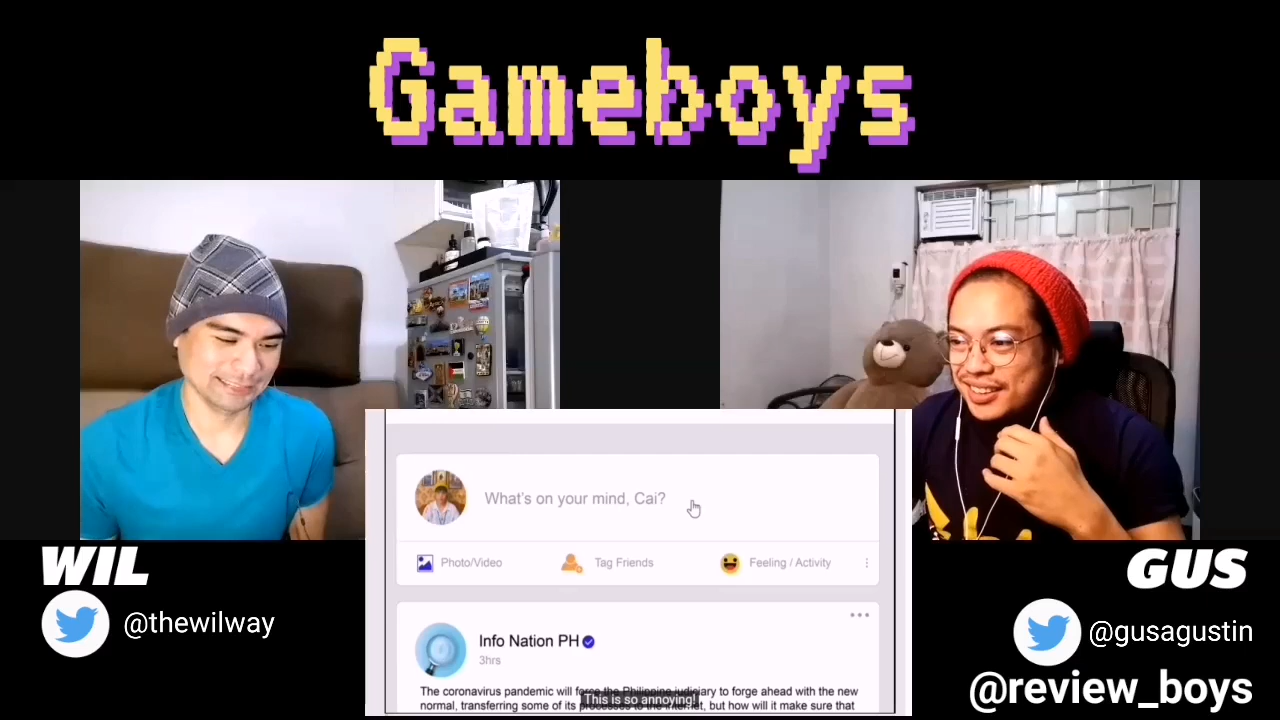 Gameboys
What's on your mind, Cai?
Photo/Video
Tag Friends
Feeling / Activity
Info Nation PH
3hrs
The coronavirus pandemic will force the Philippine judiciary to forge ahead with the new
normal, transferring some of its processes to the internet, but how will it make sure that
This is so annoying!
WIL
@thewilway
GUS
@gusagustin
@review_boys